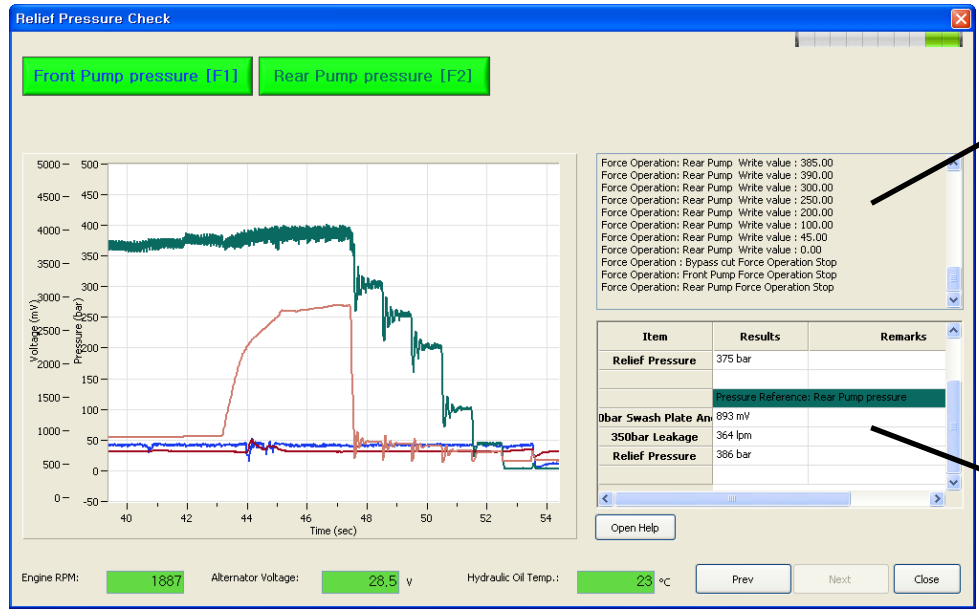 Relief Pressure Check
Front Pump pressure [F1]
Rear Pump pressure [F2]
5000
4500
4000
3500
3000
2500
2000
1500
1000
500
0
Voltage (mV)
500
450
400
350
300
250
200
150
100
50
0
-50
Pressure (bar)
40 42 44 46 48 50 52 54
Time (sec)
Force Operation: Rear Pump Write value : 385.00
Force Operation: Rear Pump Write value : 390.00
Force Operation: Rear Pump Write value : 300.00
Force Operation: Rear Pump Write value : 250.00
Force Operation: Rear Pump Write value : 200.00
Force Operation: Rear Pump Write value : 100.00
Force Operation: Rear Pump Write value : 45.00
Force Operation: Rear Pump Write value : 0.00
Force Operation : Bypass cut Force Operation Stop
Force Operation: Front Pump Force Operation Stop
Force Operation: Rear Pump Force Operation Stop
Item Results Remarks
Relief Pressure 375 bar
Pressure Reference: Rear Pump pressure
0bar Swash Plate An 893 mV
350bar Leakage 364 lpm
Relief Pressure 386 bar
Open Help
Engine RPM: 1887 Alternator Voltage: 28,5 V Hydraulic Oil Temp.: 23 °C Prev Next Close